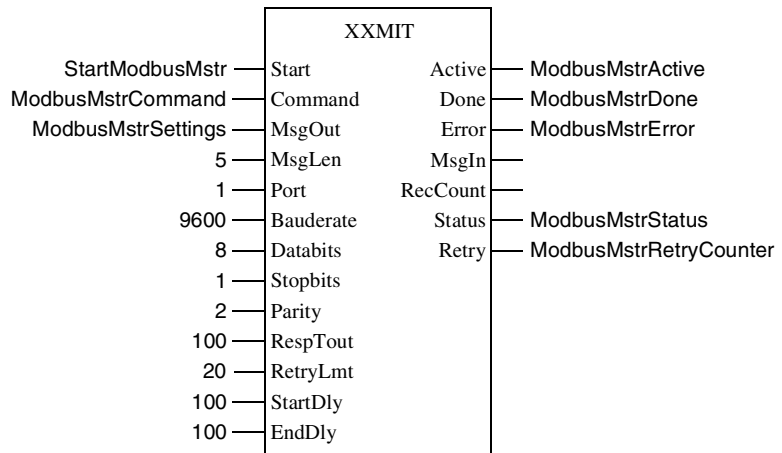 XXMIT
StartModbusMstr Start Active ModbusMstrActive
ModbusMstrCommand Command Done ModbusMstrDone
ModbusMstrSettings MsgOut Error ModbusMstrError
5 MsgLen MsgIn
1 Port RecCount
9600 Bauderate Status ModbusMstrStatus
8 Databits Retry ModbusMstrRetryCounter
1 Stopbits
2 Parity
100 RespTout
20 RetryLmt
100 StartDly
100 EndDly